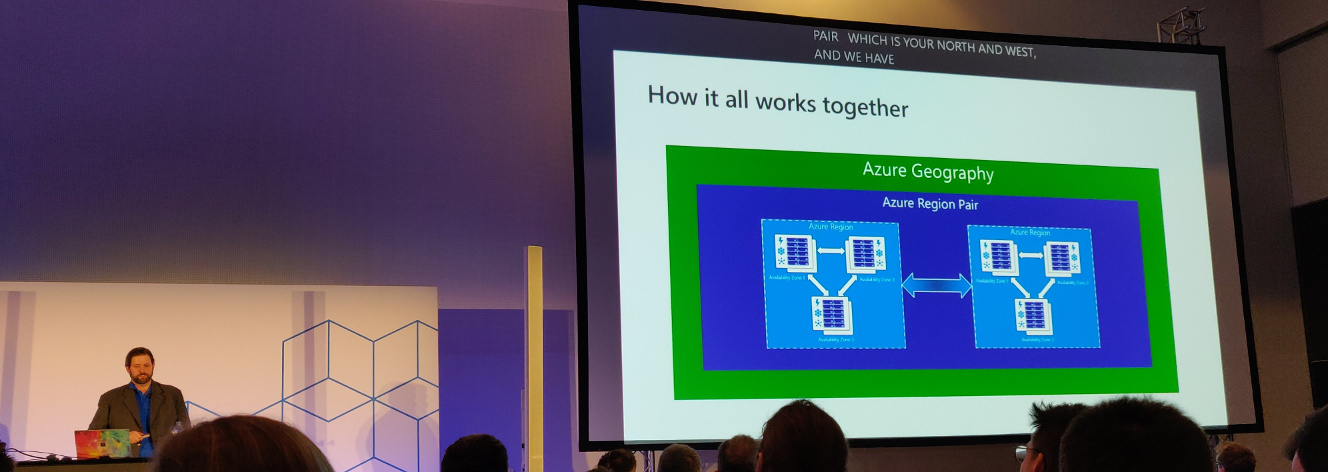 PAIR WHICH IS YOUR NORTH AND WEST,
AND WE HAVE
How it all works together
Azure Geography
Azure Region Pair
Azure Region
Azure Region
Availability Zone 1
Availability Zone 2
Availability Zone 3
Availability Zone 1
Availability Zone 2
Availability Zone 3